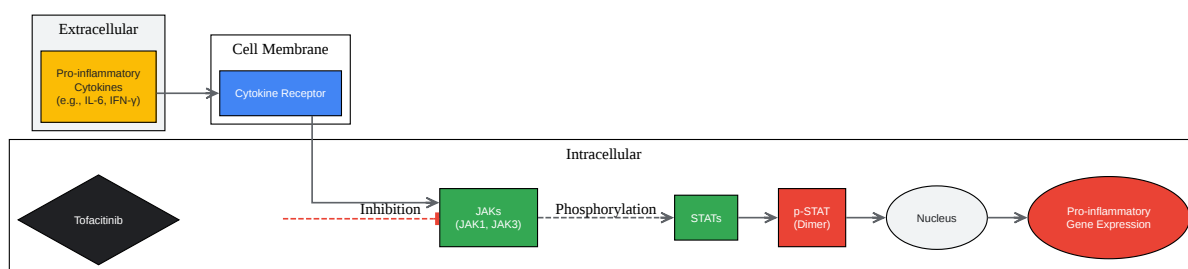 Extracellular
Pro-inflammatory
Cytokines
(e.g., IL-6, IFN-γ)
Cell Membrane
Cytokine Receptor
Intracellular
Tofacitinib
Inhibition
JAKs
(JAK1, JAK3)
Phosphorylation
STATs
p-STAT
(Dimer)
Nucleus
Pro-inflammatory
Gene Expression